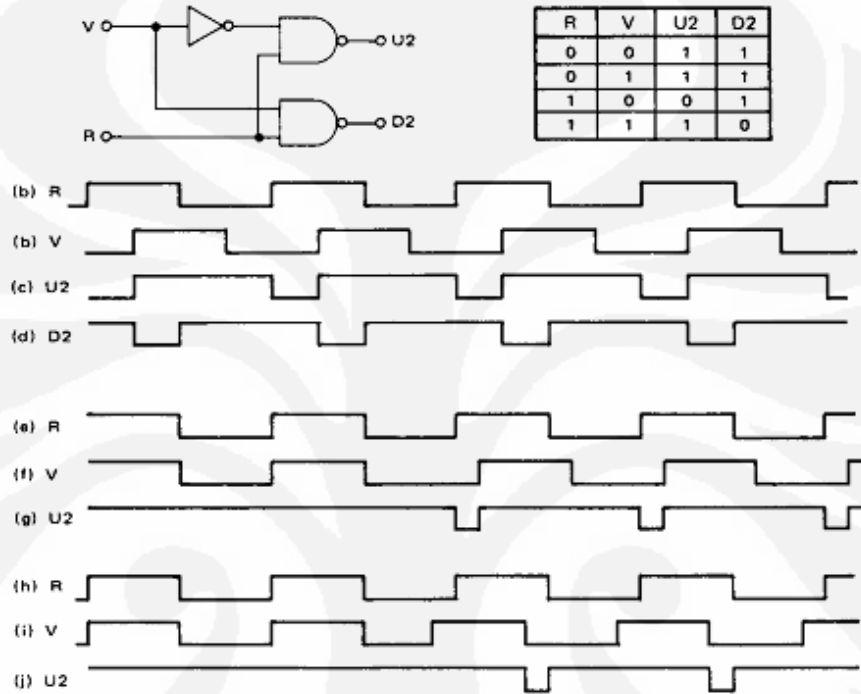 V U2
R D2
R V U2 D2
0 0 1 1
0 1 1 1
1 0 0 1
1 1 1 0
(b) R
(b) V
(c) U2
(d) D2
(e) R
(f) V
(g) U2
(h) R
(i) V
(j) U2